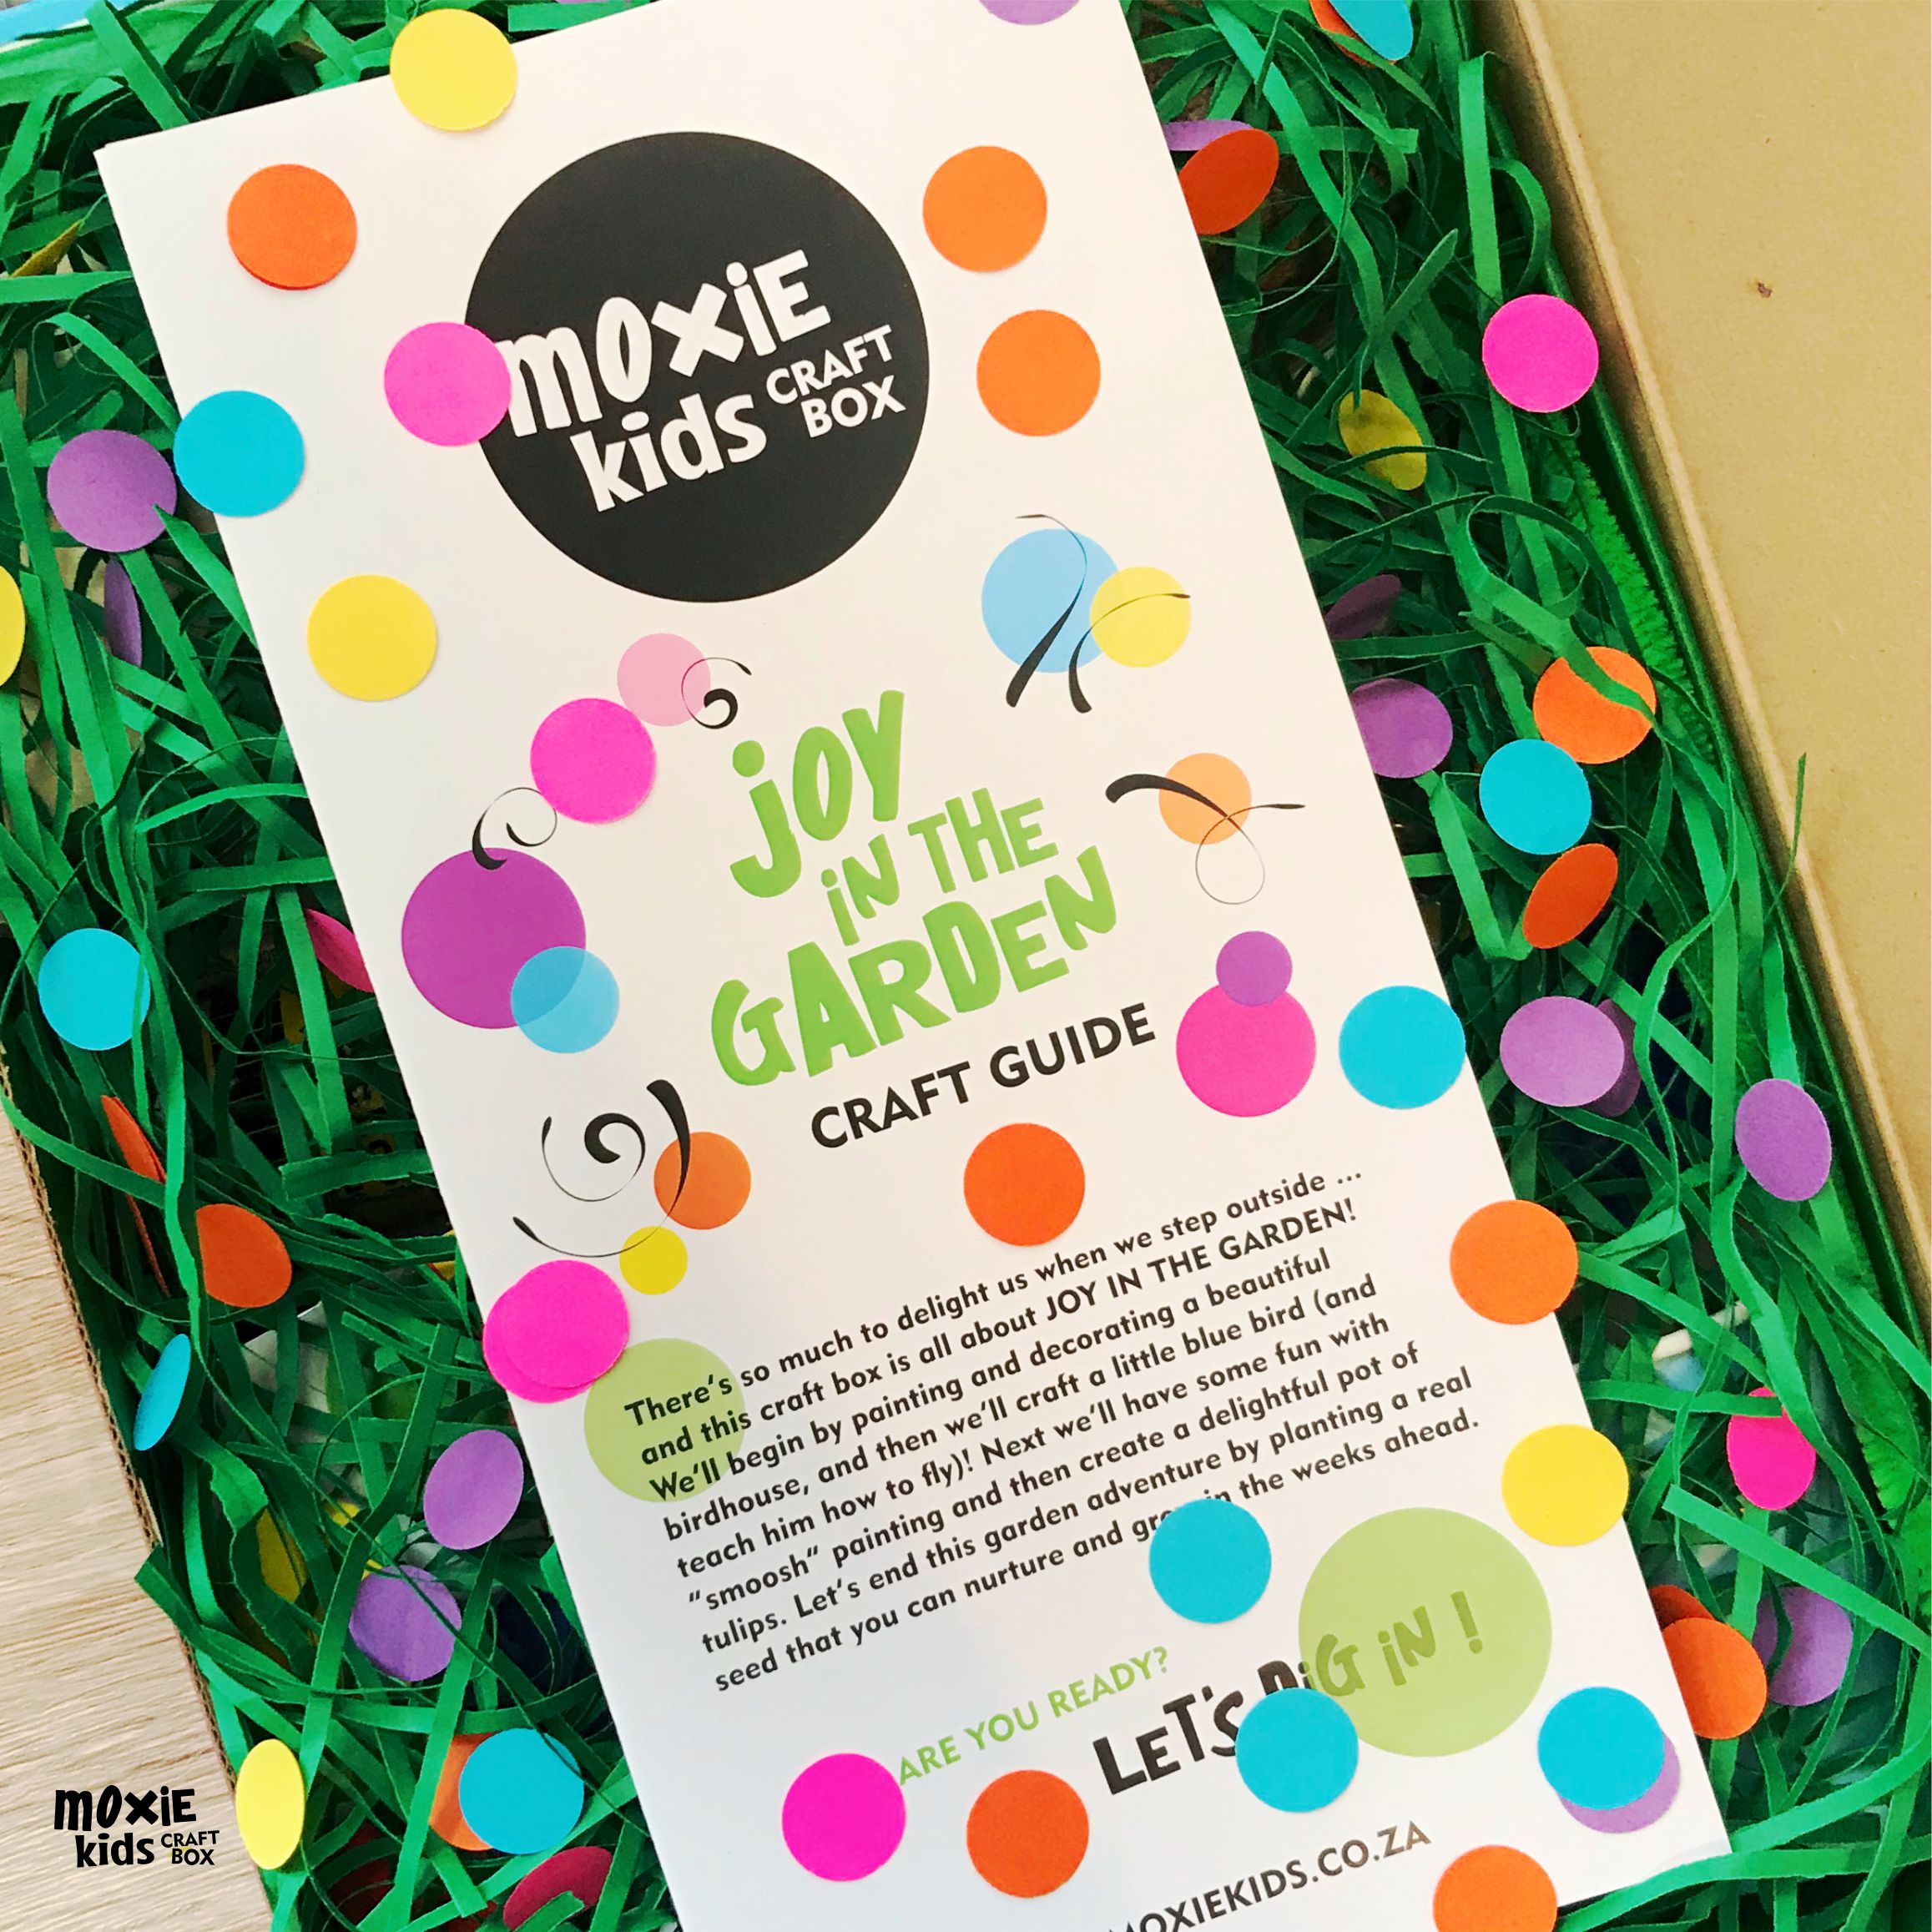 moxie
kids CRAFT
BOX
JOY
IN THE
GARDEN
CRAFT GUIDE
There's so much to delight us when we step outside ...
and this craft box is all about JOY IN THE GARDEN!
We'll begin by painting and decorating a beautiful
birdhouse, and then we'll craft a little blue bird (and
teach him how to fly)! Next we'll have some fun with
"smoosh" painting and then create a delightful pot of
tulips. Let's end this garden adventure by planting a real
seed that you can nurture and grow in the weeks ahead.
ARE YOU READY?
LET'S DIG IN!
MOXIEKIDS.CO.ZA
moxie
kids CRAFT
BOX